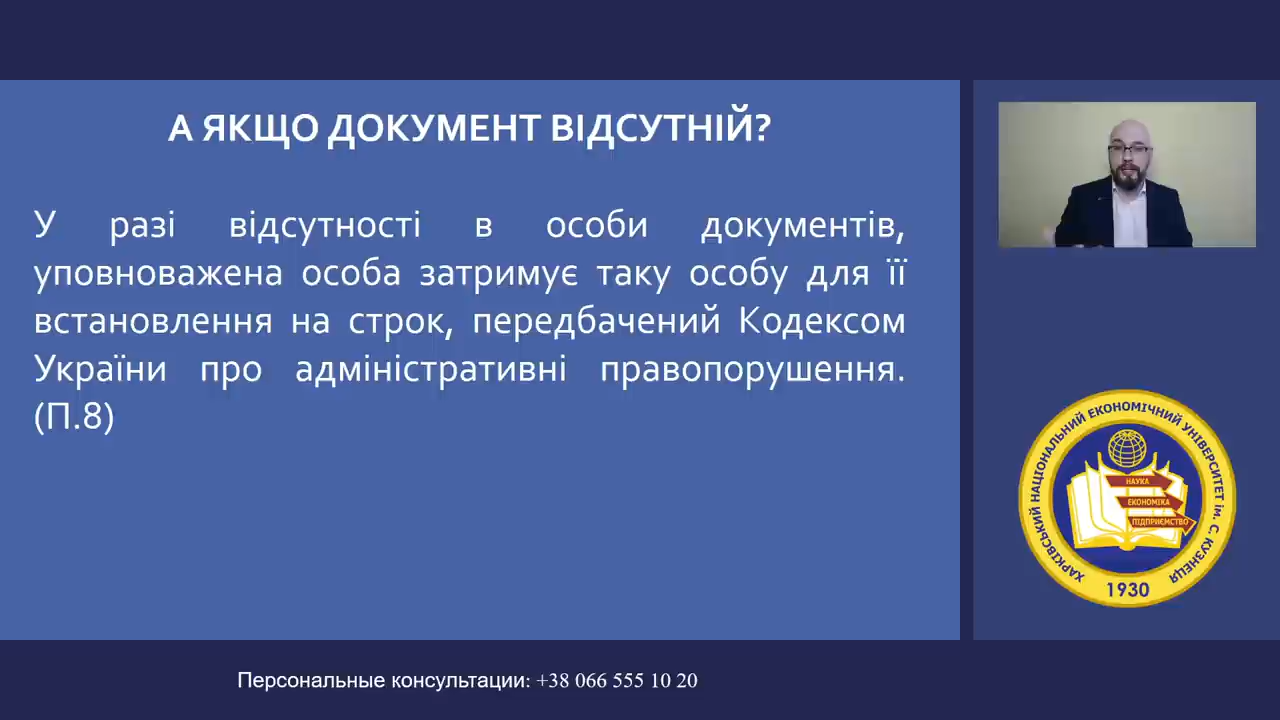 А ЯКЩО ДОКУМЕНТ ВІДСУТНІЙ?
У разі відсутності в особи документів,
уповноважена особа затримує таку особу для її
встановлення на строк, передбачений Кодексом
України про адміністративні правопорушення.
(П.8)
ХАРКІВСЬКИЙ НАЦІОНАЛЬНИЙ ЕКОНОМІЧНИЙ УНІВЕРСИТЕТ ім. С. КУЗНЕЦЯ
НАУКА
ЕКОНОМІКА
ПІДПРИЄМСТВО
1930
Персональные консультации: +38 066 555 10 20